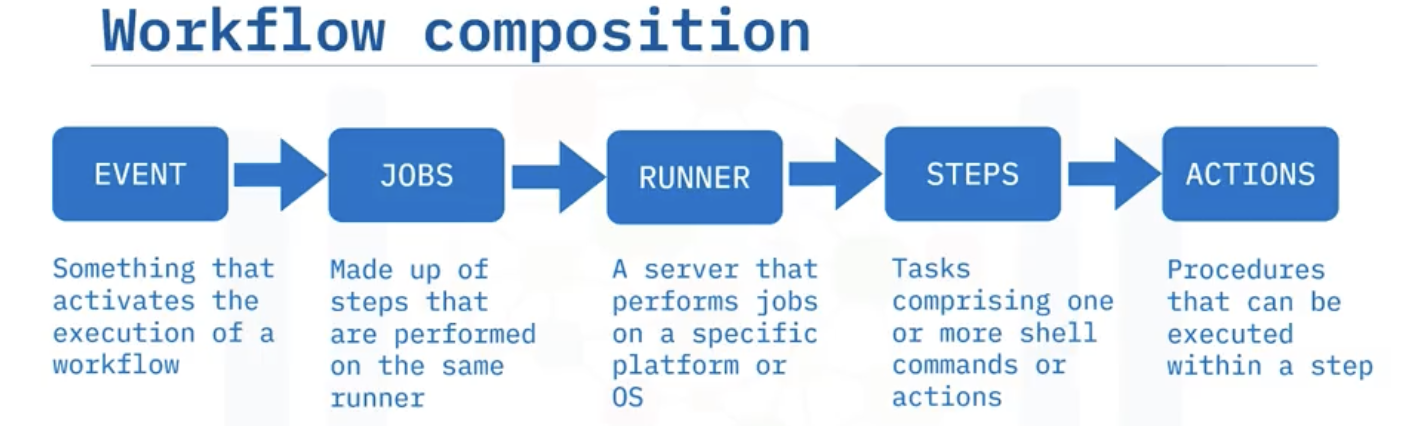 Workflow composition
EVENT
JOBS
RUNNER
STEPS
ACTIONS
Something that
activates the
execution of a
workflow
Made up of
steps that
are performed
on the same
runner
A server that
performs jobs
on a specific
platform or
OS
Tasks
comprising one
or more shell
commands or
actions
Procedures
that can be
executed
within a step